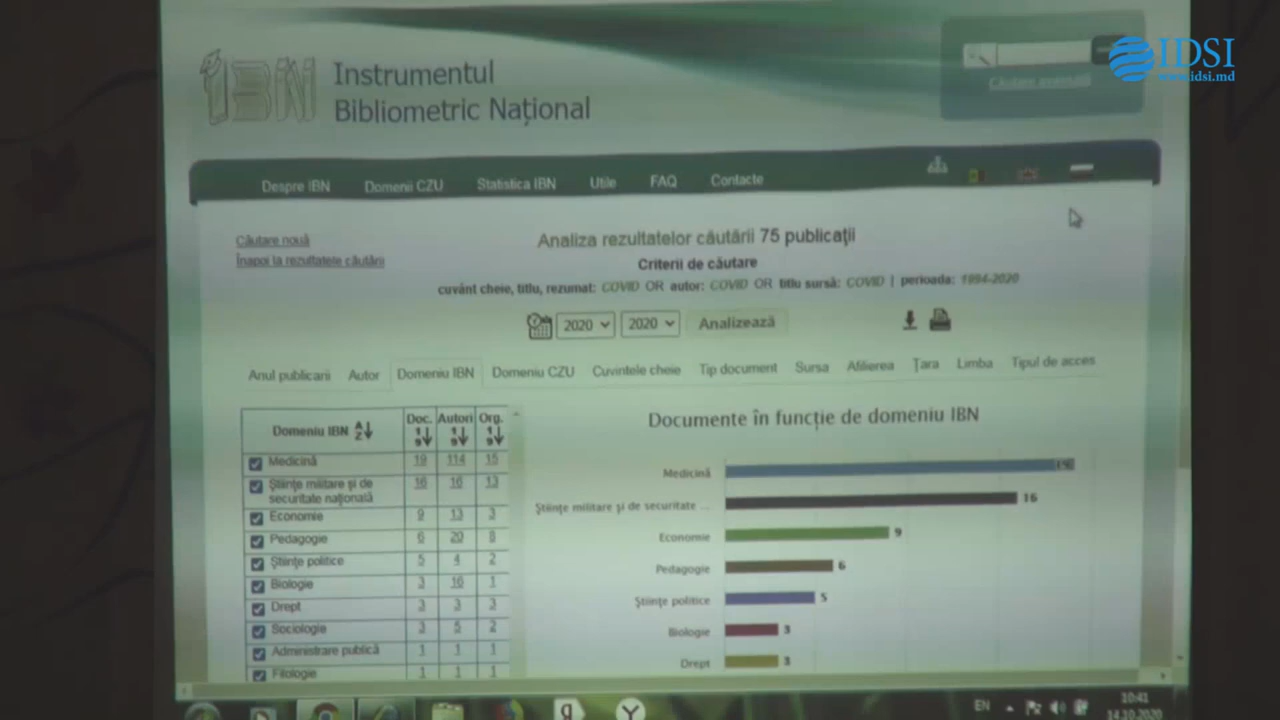 IDSI
www.idsi.md
IBN
Instrumentul
Bibliometric Național
Căutare avansată
Despre IBN Domenii CZU Statistica IBN Utile FAQ Contacte
Căutare nouă
Înapoi la rezultatele căutării
Analiza rezultatelor căutării 75 publicații
Criterii de căutare
cuvânt cheie, titlu, rezumat: COVID OR autor: COVID OR titlu sursă: COVID | perioada: 1994-2020
2020 2020 Analizează
Anul publicarii Autor Domeniu IBN Domeniu CZU Cuvintele cheie Tip document Sursa Afilierea Țara Limba Tipul de acces
Domeniu IBN Doc. Autori Org.
Medicină 19 114 15
Științe militare și de securitate națională 16 16 13
Economie 9 13 3
Pedagogie 6 20 8
Științe politice 5 4 2
Biologie 3 16 1
Drept 3 3 3
Sociologie 3 5 2
Administrare publică 1 1 1
Filologie 1 1 1
Documente în funcție de domeniu IBN
Medicină 19
Științe militare și de securitate ... 16
Economie 9
Pedagogie 6
Științe politice 5
Biologie 3
Drept 3
EN
10:41
14.10.2020